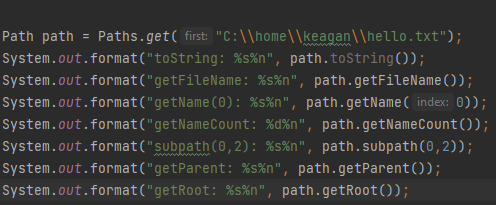 Path path = Paths.get( first: "C:\\home\\keagan\\hello.txt");
System.out.format("toString: %s%n", path.toString());
System.out.format("getFileName: %s%n", path.getFileName());
System.out.format("getName(0): %s%n", path.getName( index: 0));
System.out.format("getNameCount: %d%n", path.getNameCount());
System.out.format("subpath(0,2): %s%n", path.subpath(0,2));
System.out.format("getParent: %s%n", path.getParent());
System.out.format("getRoot: %s%n", path.getRoot());